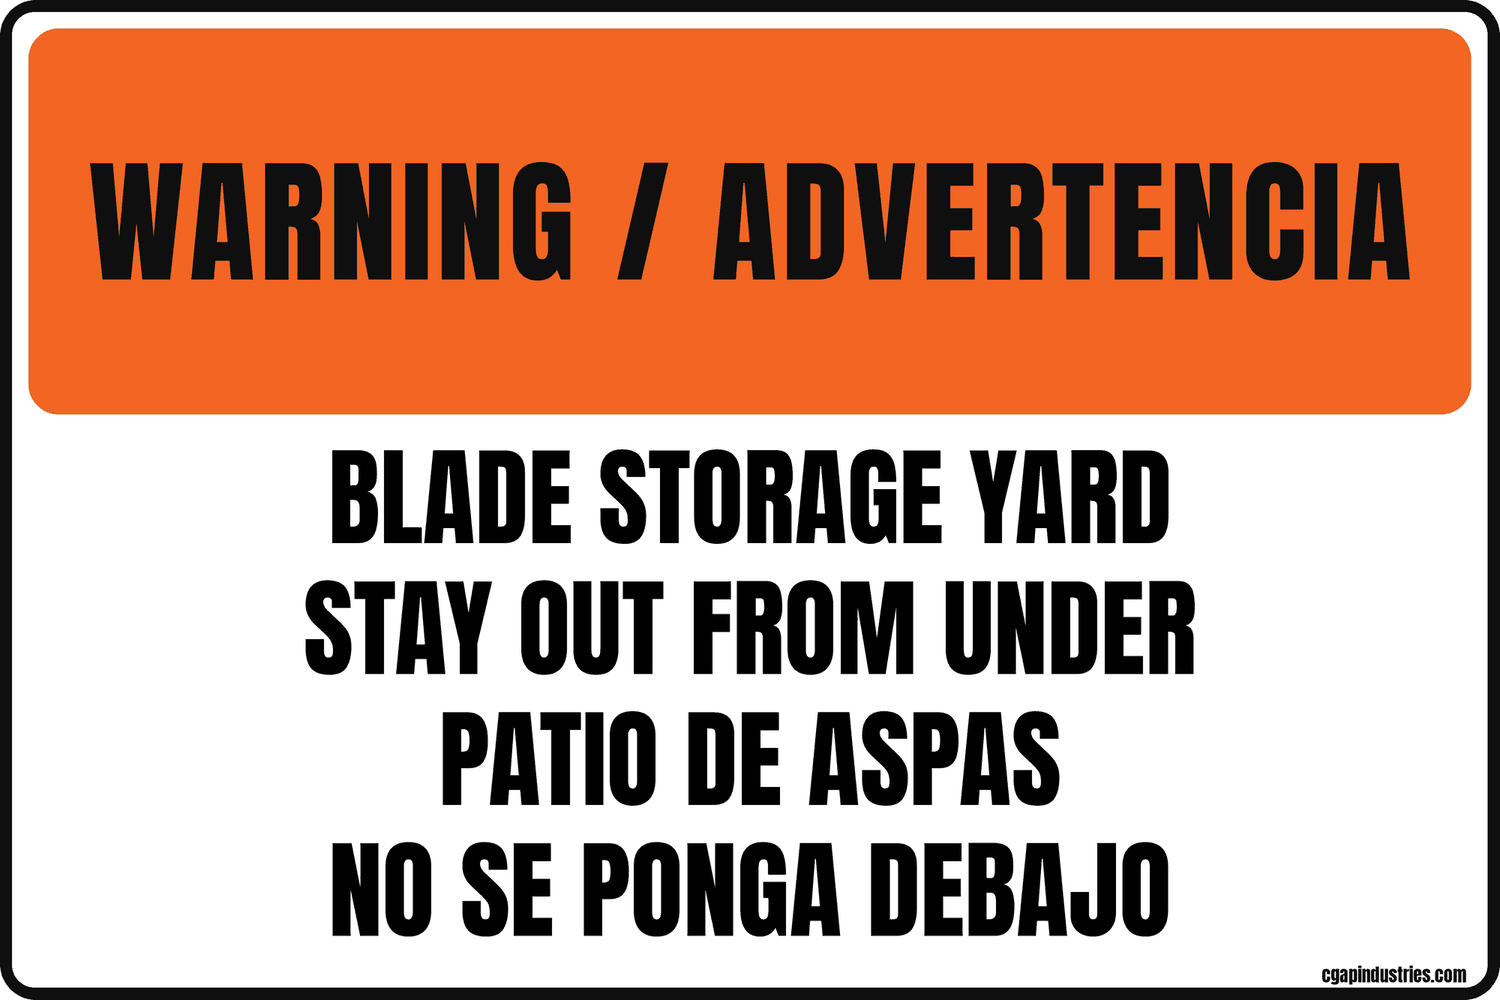 WARNING / ADVERTENCIA
BLADE STORAGE YARD
STAY OUT FROM UNDER
PATIO DE ASPAS
NO SE PONGA DEBAJO
cgapindustries.com